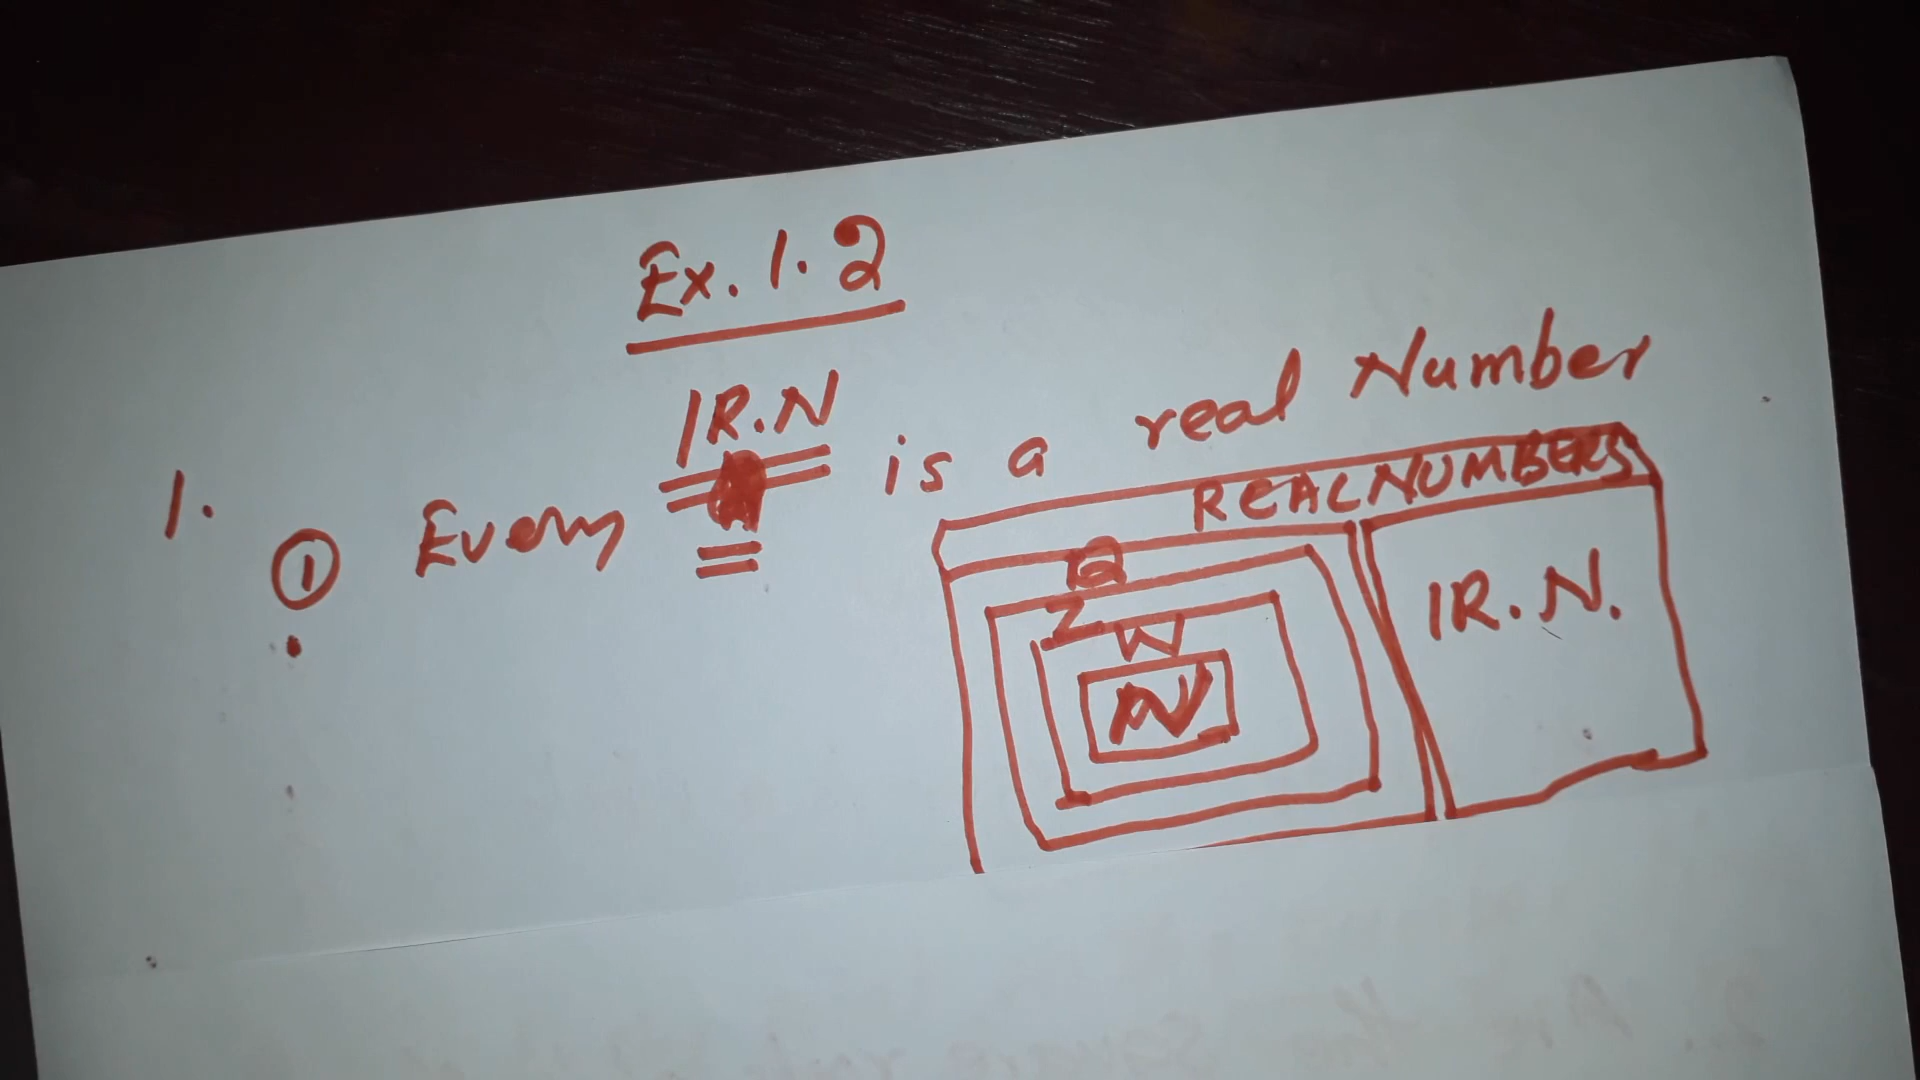 Ex. 1.2
1.
① Every IR.N is a real Number
REAL NUMBERS
Q
Z
W
N
IR.N.